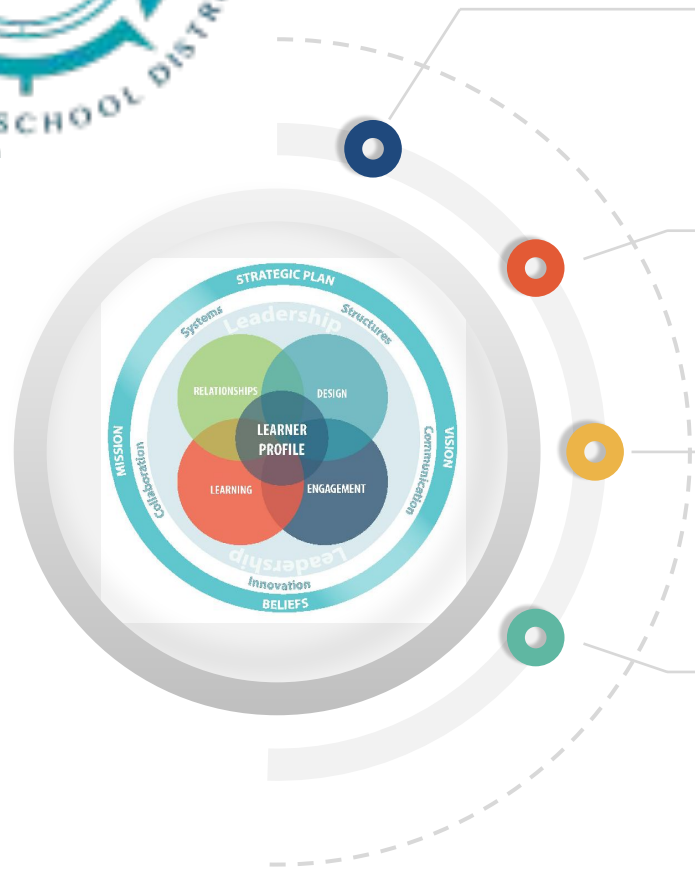 SCHOOL DISTR
STRATEGIC PLAN
Systems
Structures
Leadership
RELATIONSHIPS
DESIGN
LEARNER
PROFILE
MISSION
VISION
Collaboration
Communication
LEARNING
ENGAGEMENT
Leadership
Innovation
BELIEFS